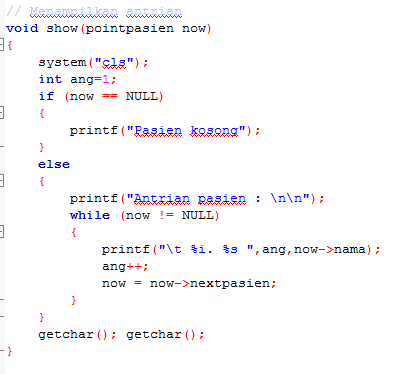 // Menampilkan antrian
void show(pointpasien now)
{
system("cls");
int ang=1;
if (now == NULL)
{
printf("Pasien kosong");
}
else
{
printf("Antrian pasien : \n\n");
while (now != NULL)
{
printf("\t %i. %s ",ang,now->nama);
ang++;
now = now->nextpasien;
}
}
getchar(); getchar();
}